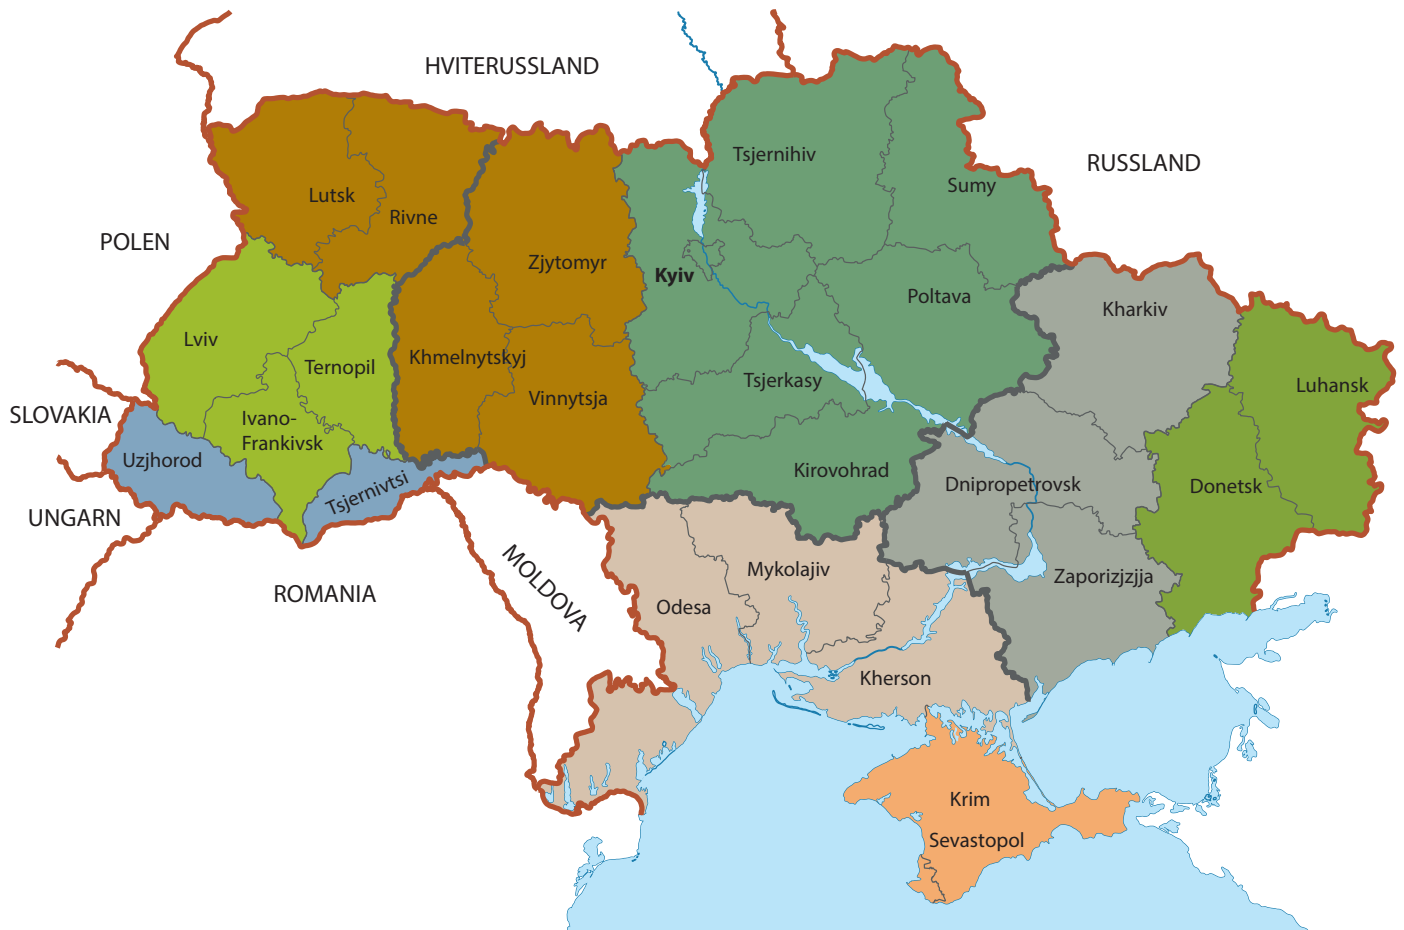 HVITERUSSLAND
Tsjernihiv
RUSSLAND
Sumy
Lutsk
Rivne
POLEN
Zjytomyr
Kyiv
Poltava
Kharkiv
Lviv
Khmelnytskyj
Ternopil
Tsjerkasy
Luhansk
Vinnytsja
SLOVAKIA
Ivano-
Frankivsk
Uzjhorod
Kirovohrad
Dnipropetrovsk
Donetsk
Tsjernivtsi
UNGARN
MOLDOVA
Mykolajiv
Zaporizjzjja
ROMANIA
Odesa
Kherson
Krim
Sevastopol